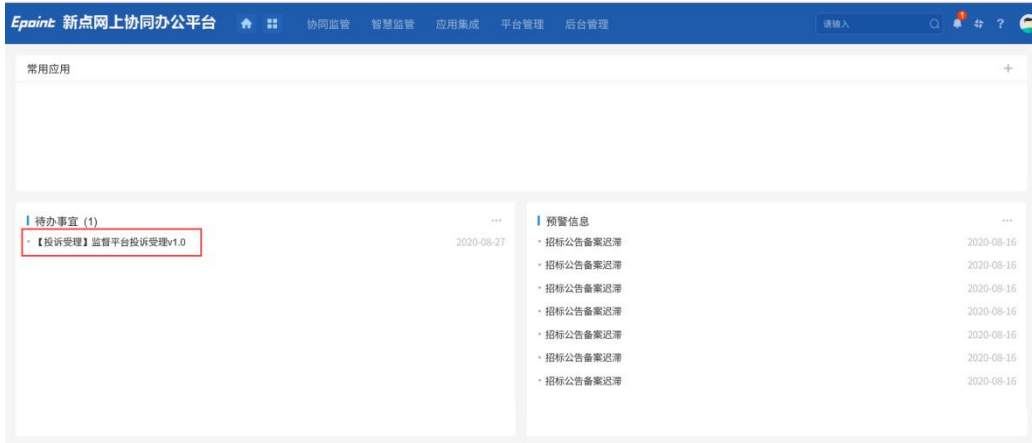 Epoint 新点网上协同办公平台 协同监管 智慧监管 应用集成 平台管理 后台管理 请输入 1 ?
常用应用 +
待办事宜 (1) ...
·【投诉受理】监督平台投诉受理v1.0 2020-08-27
预警信息 ...
· 招标公告备案迟滞 2020-08-16
· 招标公告备案迟滞 2020-08-16
· 招标公告备案迟滞 2020-08-16
· 招标公告备案迟滞 2020-08-16
· 招标公告备案迟滞 2020-08-16
· 招标公告备案迟滞 2020-08-16
· 招标公告备案迟滞 2020-08-16